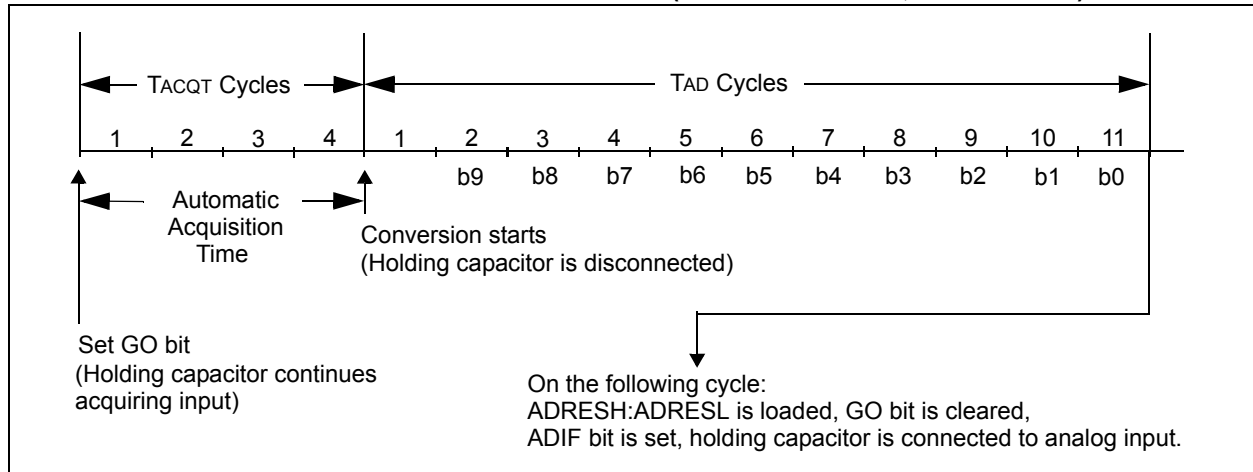 TACQT Cycles
TAD Cycles
1 2 3 4 1 2 3 4 5 6 7 8 9 10 11
b9 b8 b7 b6 b5 b4 b3 b2 b1 b0
Automatic
Acquisition
Time
Conversion starts
(Holding capacitor is disconnected)
Set GO bit
(Holding capacitor continues
acquiring input)
On the following cycle:
ADRESH:ADRESL is loaded, GO bit is cleared,
ADIF bit is set, holding capacitor is connected to analog input.